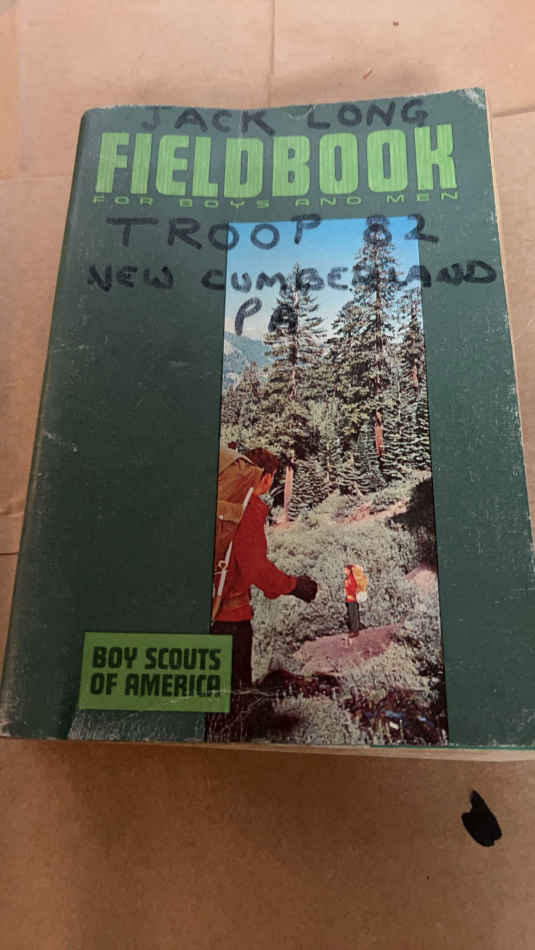 JACK LONG
FIELDBOOK
FOR BOYS AND MEN
TROOP 82
NEW CUMBERLAND
PA
BOY SCOUTS
OF AMERICA